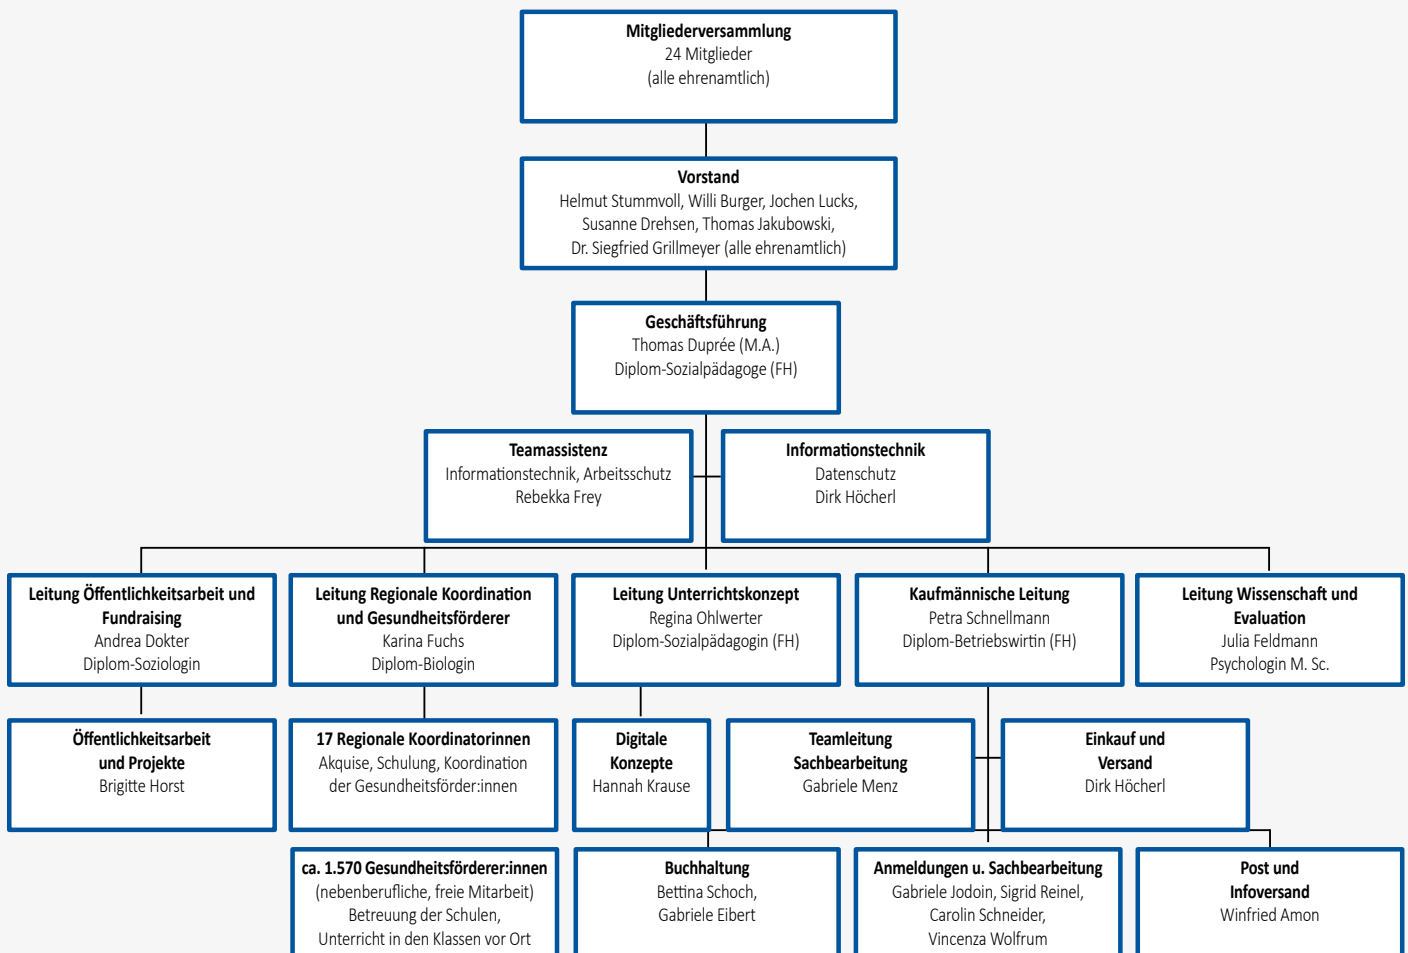 Mitgliederversammlung
24 Mitglieder
(alle ehrenamtlich)
Vorstand
Helmut Stummvoll, Willi Burger, Jochen Lucks,
Susanne Drehsen, Thomas Jakubowski,
Dr. Siegfried Grillmeyer (alle ehrenamtlich)
Geschäftsführung
Thomas Duprée (M.A.)
Diplom-Sozialpädagoge (FH)
Teamassistenz
Informationstechnik, Arbeitsschutz
Rebekka Frey
Informationstechnik
Datenschutz
Dirk Höcherl
Leitung Öffentlichkeitsarbeit und
Fundraising
Andrea Dokter
Diplom-Soziologin
Leitung Regionale Koordination
und Gesundheitsförderer
Karina Fuchs
Diplom-Biologin
Leitung Unterrichtskonzept
Regina Ohlwerter
Diplom-Sozialpädagogin (FH)
Kaufmännische Leitung
Petra Schnellmann
Diplom-Betriebswirtin (FH)
Leitung Wissenschaft und
Evaluation
Julia Feldmann
Psychologin M. Sc.
Öffentlichkeitsarbeit
und Projekte
Brigitte Horst
17 Regionale Koordinatorinnen
Akquise, Schulung, Koordination
der Gesundheitsförder:innen
Digitale
Konzepte
Hannah Krause
Teamleitung
Sachbearbeitung
Gabriele Menz
Einkauf und
Versand
Dirk Höcherl
ca. 1.570 Gesundheitsförderer:innen
(nebenberufliche, freie Mitarbeit)
Betreuung der Schulen,
Unterricht in den Klassen vor Ort
Buchhaltung
Bettina Schoch,
Gabriele Eibert
Anmeldungen u. Sachbearbeitung
Gabriele Jodoin, Sigrid Reinel,
Carolin Schneider,
Vincenza Wolfrum
Post und
Infoversand
Winfried Amon